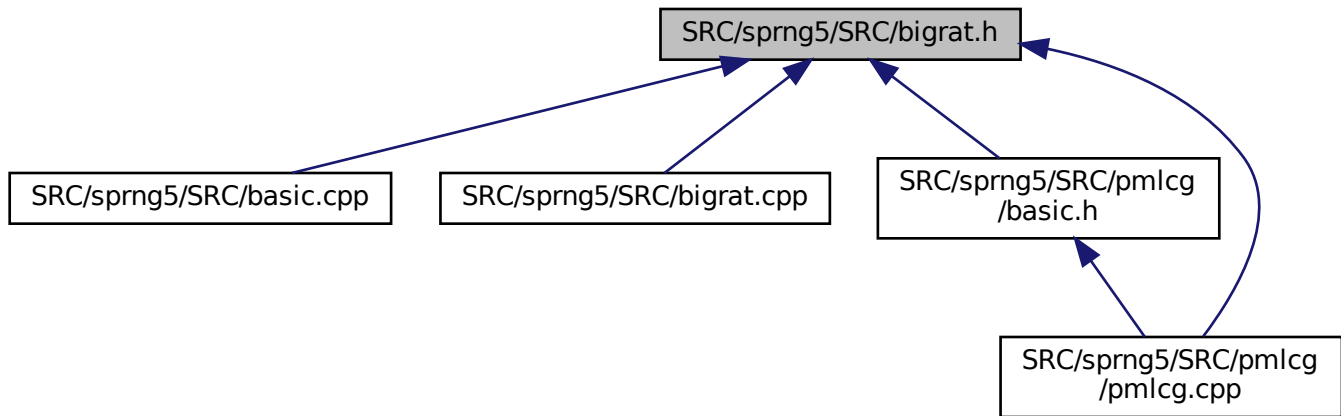 SRC/sprng5/SRC/bigrat.h
SRC/sprng5/SRC/basic.cpp
SRC/sprng5/SRC/bigrat.cpp
SRC/sprng5/SRC/pmlcg
/basic.h
SRC/sprng5/SRC/pmlcg
/pmlcg.cpp